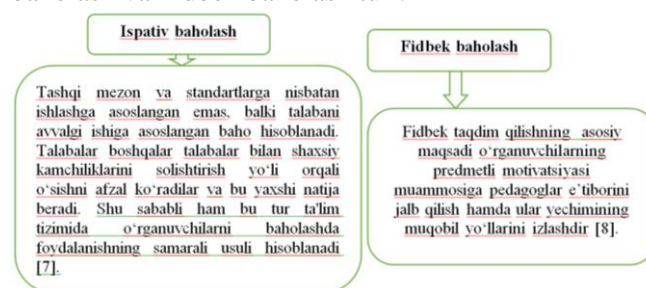 Ispativ baholash
Tashqi mezon va standartlarga nisbatan
ishlashga asoslangan emas, balki talabani
avvalgi ishiga asoslangan baho hisoblanadi.
Talabalar boshqalar talabalar bilan shaxsiy
kamchiliklarini solishtirish yo‘li orqali
o‘sishni afzal ko‘radilar va bu yaxshi natija
beradi. Shu sababli ham bu tur ta'lim
tizimida o‘rganuvchilarni baholashda
foydalanishning samarali usuli hisoblanadi
[7].
Fidbek baholash
Fidbek taqdim qilishning asosiy
maqsadi o‘rganuvchilarning
predmetli motivatsiyasi
muammosiga pedagoglar e`tiborini
jalb qilish hamda ular yechimining
muqobil yo‘llarini izlashdir [8].